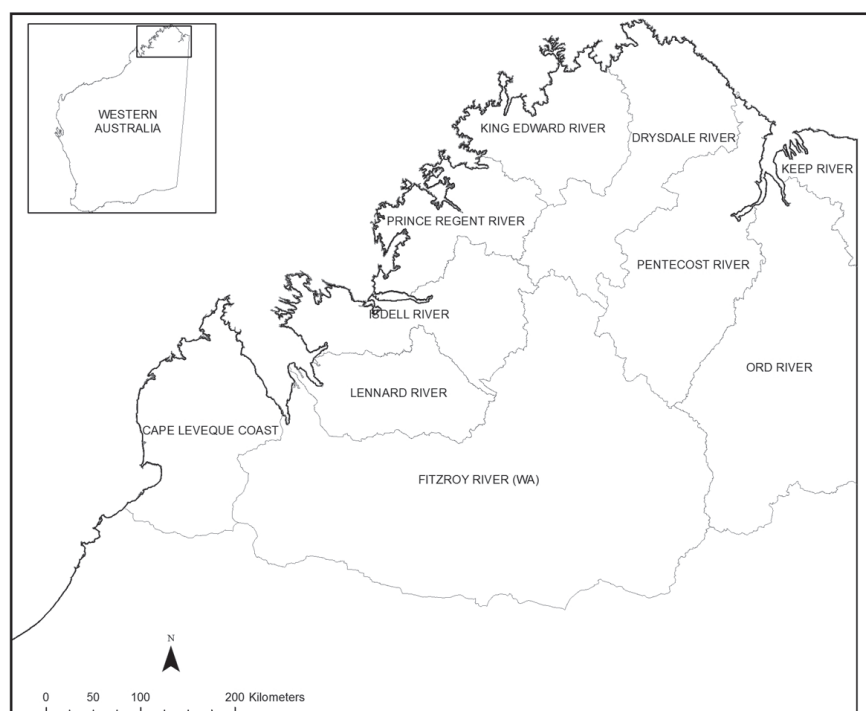 WESTERN
AUSTRALIA
KING EDWARD RIVER
DRYSDALE RIVER
KEEP RIVER
PRINCE REGENT RIVER
PENTECOST RIVER
ISDELL RIVER
ORD RIVER
LENNARD RIVER
CAPE LEVEQUE COAST
FITZROY RIVER (WA)
N
0 50 100 200 Kilometers